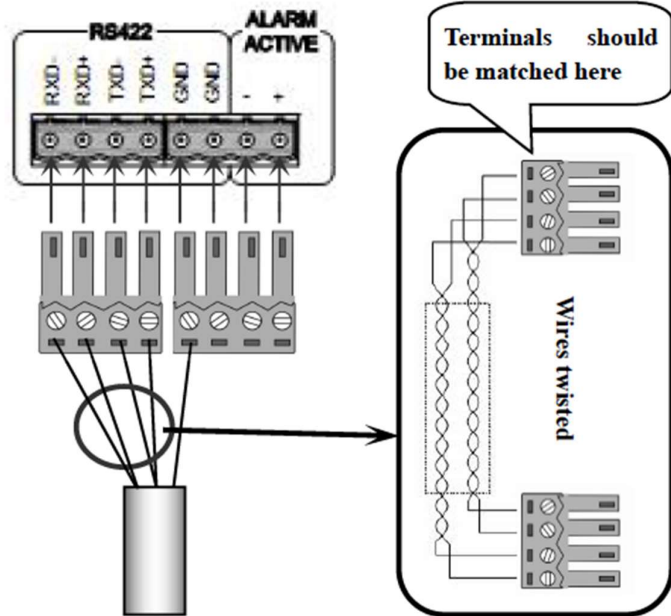 RS422
ALARM
ACTIVE
RXD-
RXD+
TXD-
TXD+
GND
GND
-
+
Terminals should
be matched here
Wires twisted